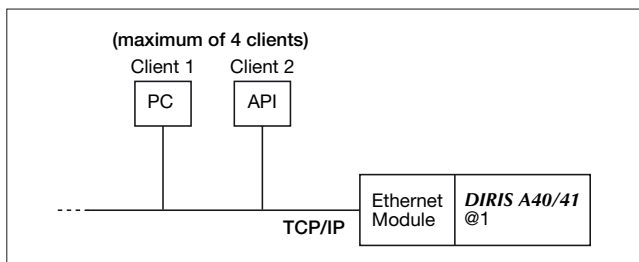 (maximum of 4 clients)
Client 1 Client 2
PC API
Ethernet Module
DIRIS A40/41
@1
TCP/IP